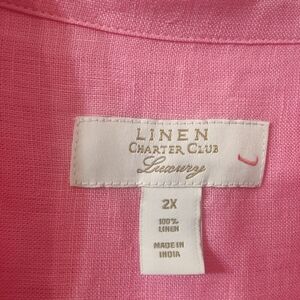 LINEN
CHARTER CLUB
Luxury
2X
100%
LINEN
MADE IN
INDIA